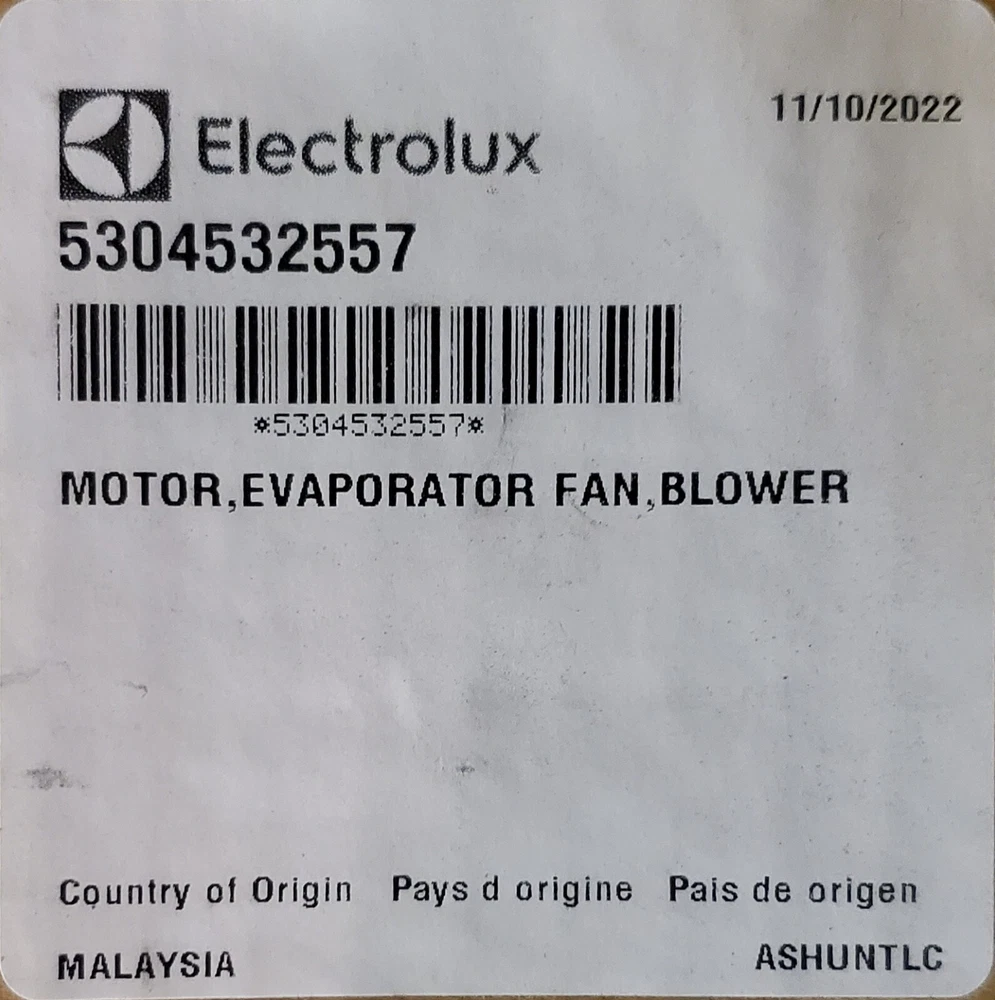 Electrolux
11/10/2022
5304532557
*5304532557*
MOTOR,EVAPORATOR FAN,BLOWER
Country of Origin Pays d origine Pais de origen
MALAYSIA ASHUNTLC